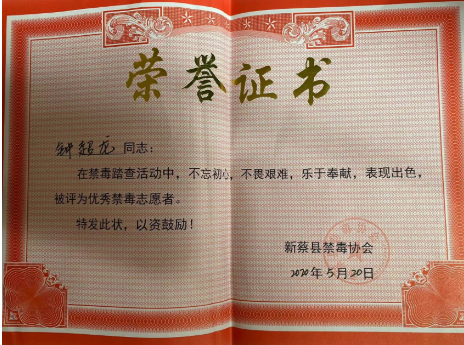 荣誉证书
钟超龙 同志：
在禁毒踏查活动中，不忘初心，不畏艰难，乐于奉献，表现出色，
被评为优秀禁毒志愿者。
特发此状，以资鼓励！
新蔡县禁毒协会
2020年5月20日